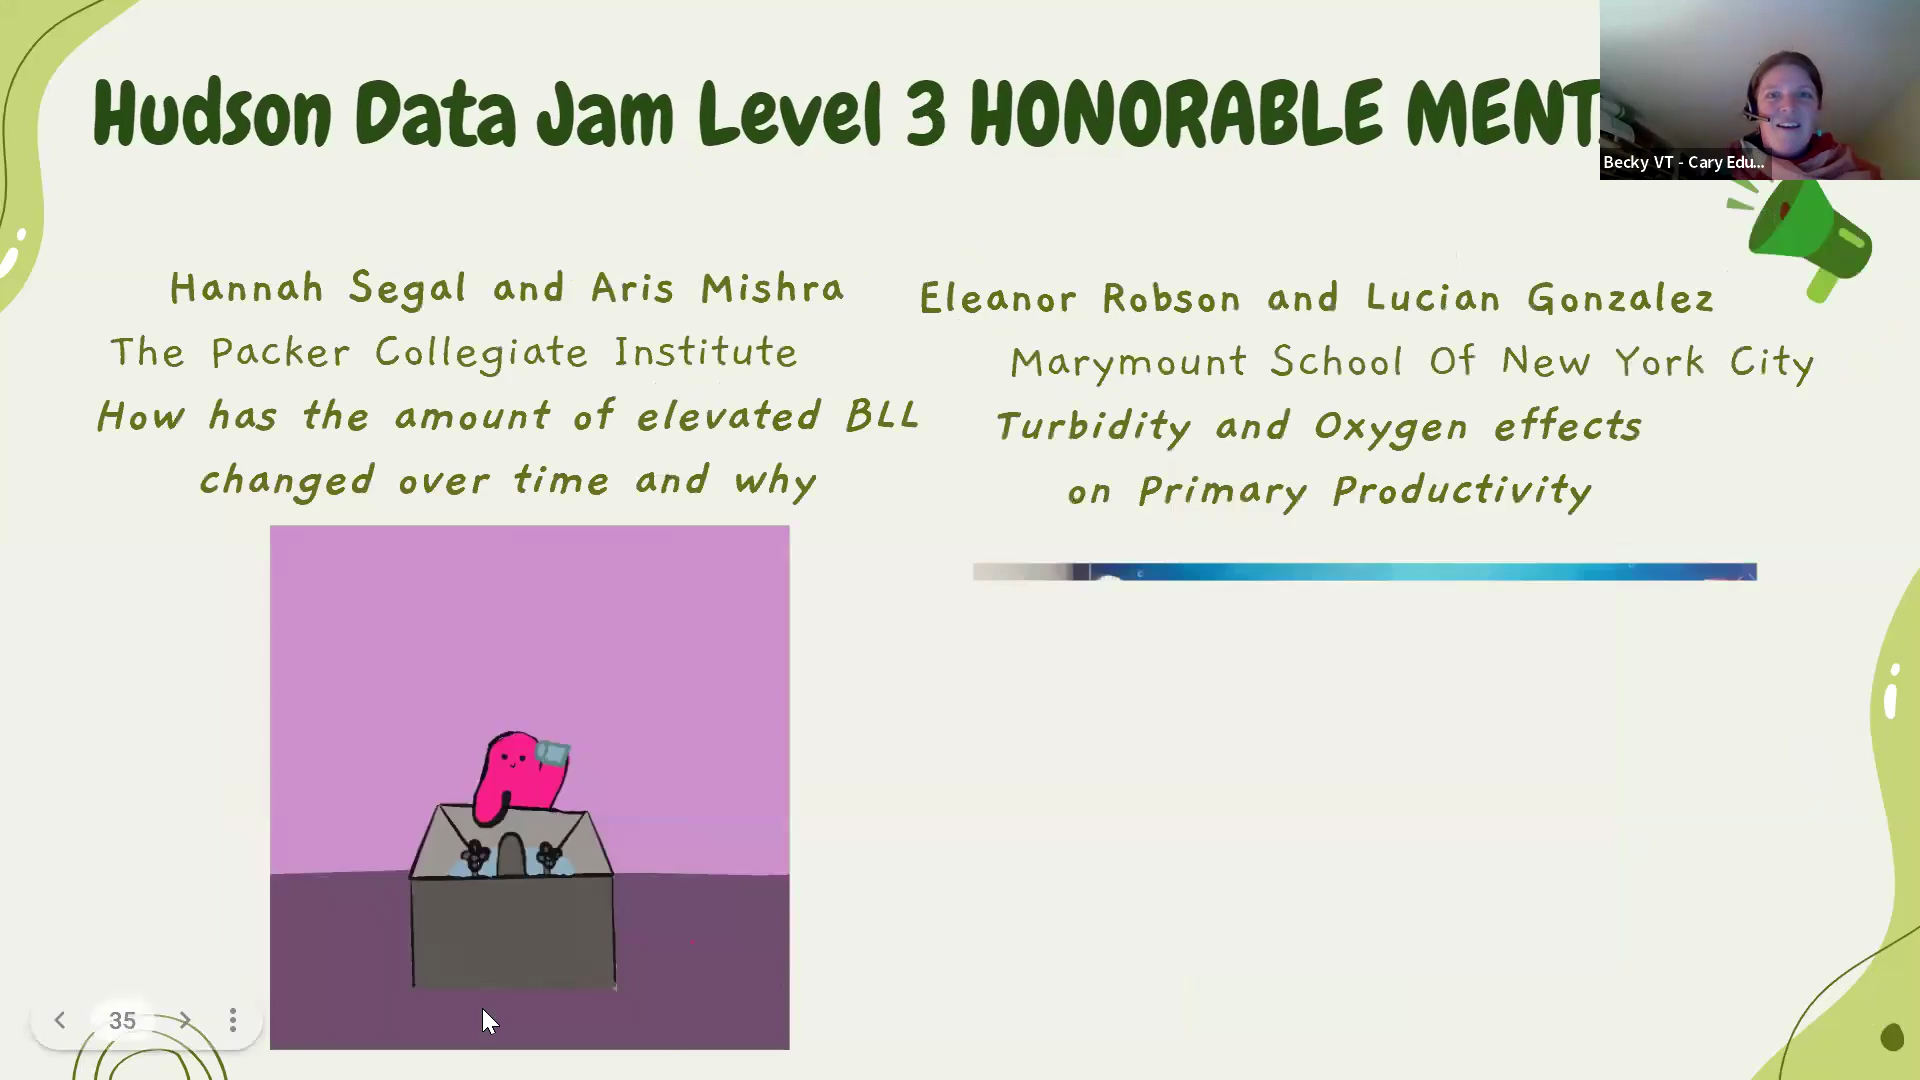 Hudson Data Jam Level 3 HONORABLE MENT
Becky VT - Cary Edu...
Hannah Segal and Aris Mishra
The Packer Collegiate Institute
How has the amount of elevated BLL
changed over time and why
Eleanor Robson and Lucian Gonzalez
Marymount School Of New York City
Turbidity and Oxygen effects
on Primary Productivity
35